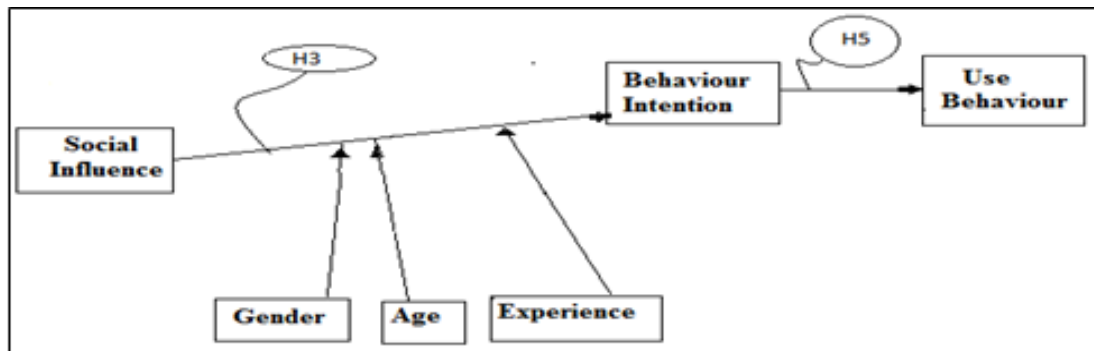 H3
H5
Behaviour
Intention
Use
Behaviour
Social
Influence
Gender
Age
Experience